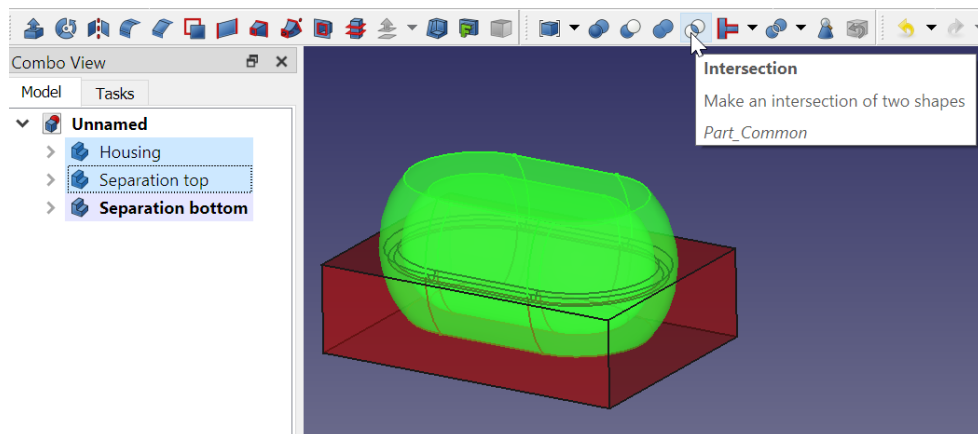 Combo View
Intersection
Make an intersection of two shapes
Part_Common
Model
Tasks
Unnamed
Housing
Separation top
Separation bottom